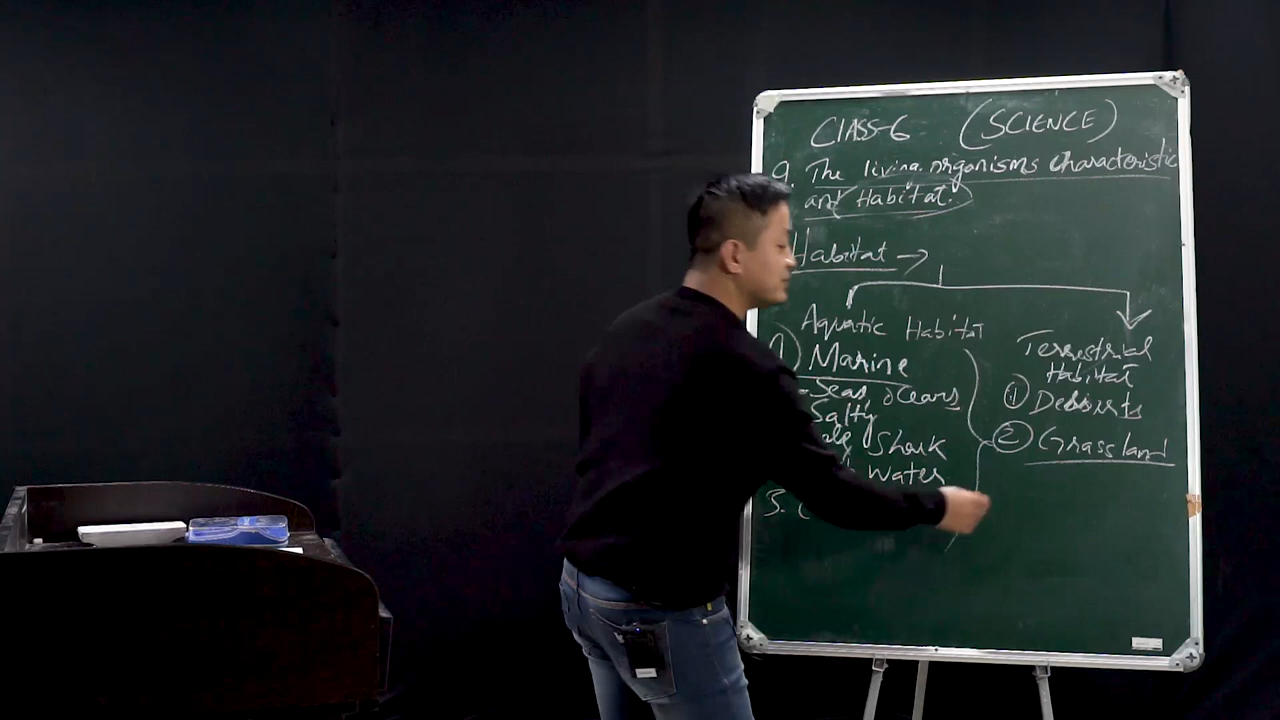 CLASS-6 (SCIENCE)
9. The living organisms characteristic
and Habitat.
Habitat →
Aquatic Habitat
1) Marine
- Seas, oceans
Salty
Shark
Water
3.
Terrestrial
Habitat
① Deserts
② Grassland